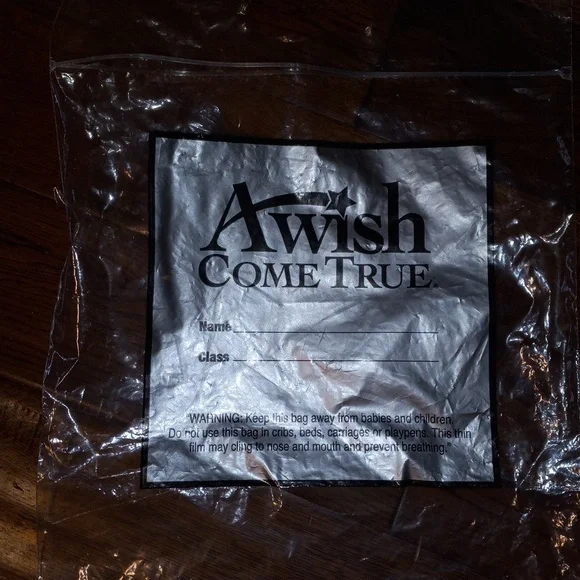 A wish
COME TRUE®
Name
Class
"WARNING: Keep this bag away from babies and children.
Do not use this bag in cribs, beds, carriages or playpens. This thin
film may cling to nose and mouth and prevent breathing."